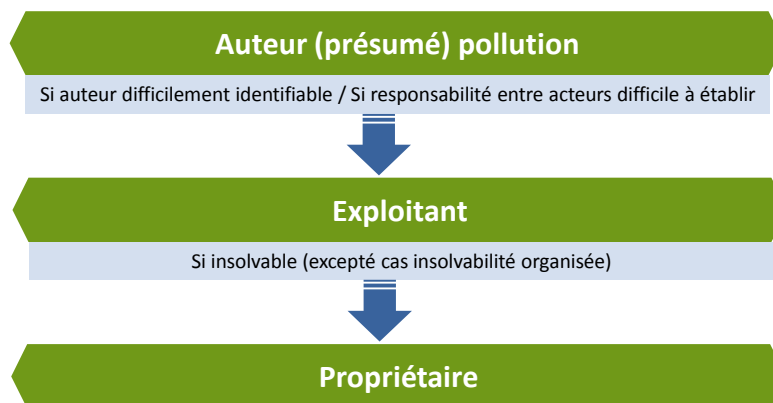 Auteur (présumé) pollution
Si auteur difficilement identifiable / Si responsabilité entre acteurs difficile à établir
Exploitant
Si insolvable (excepté cas insolvabilité organisée)
Propriétaire